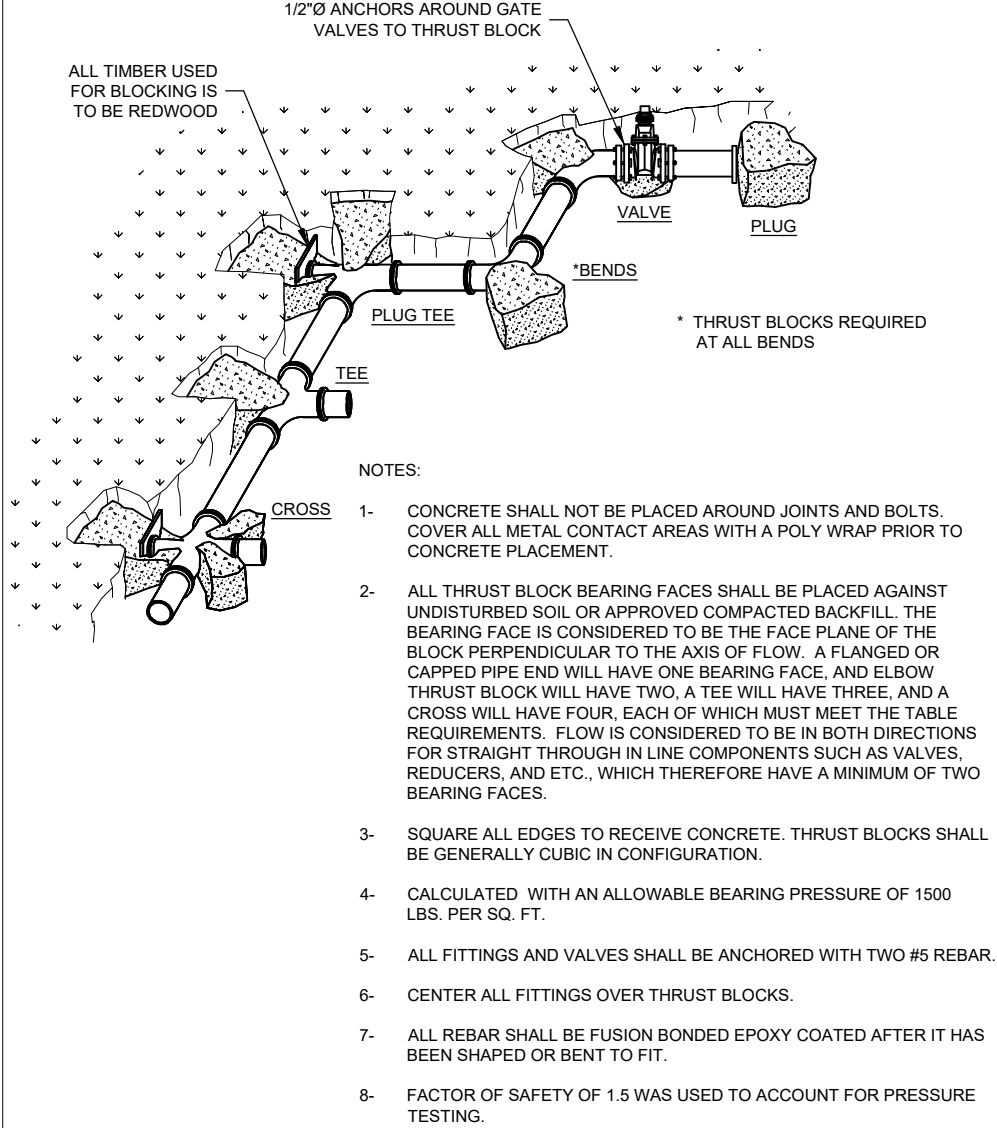 1/2"Ø ANCHORS AROUND GATE
VALVES TO THRUST BLOCK
ALL TIMBER USED
FOR BLOCKING IS
TO BE REDWOOD
VALVE
PLUG
*BENDS
PLUG TEE
* THRUST BLOCKS REQUIRED
AT ALL BENDS
TEE
CROSS
NOTES:
1- CONCRETE SHALL NOT BE PLACED AROUND JOINTS AND BOLTS.
COVER ALL METAL CONTACT AREAS WITH A POLY WRAP PRIOR TO
CONCRETE PLACEMENT.
2- ALL THRUST BLOCK BEARING FACES SHALL BE PLACED AGAINST
UNDISTURBED SOIL OR APPROVED COMPACTED BACKFILL. THE
BEARING FACE IS CONSIDERED TO BE THE FACE PLANE OF THE
BLOCK PERPENDICULAR TO THE AXIS OF FLOW. A FLANGED OR
CAPPED PIPE END WILL HAVE ONE BEARING FACE, AND ELBOW
THRUST BLOCK WILL HAVE TWO, A TEE WILL HAVE THREE, AND A
CROSS WILL HAVE FOUR, EACH OF WHICH MUST MEET THE TABLE
REQUIREMENTS. FLOW IS CONSIDERED TO BE IN BOTH DIRECTIONS
FOR STRAIGHT THROUGH IN LINE COMPONENTS SUCH AS VALVES,
REDUCERS, AND ETC., WHICH THEREFORE HAVE A MINIMUM OF TWO
BEARING FACES.
3- SQUARE ALL EDGES TO RECEIVE CONCRETE. THRUST BLOCKS SHALL
BE GENERALLY CUBIC IN CONFIGURATION.
4- CALCULATED WITH AN ALLOWABLE BEARING PRESSURE OF 1500
LBS. PER SQ. FT.
5- ALL FITTINGS AND VALVES SHALL BE ANCHORED WITH TWO #5 REBAR.
6- CENTER ALL FITTINGS OVER THRUST BLOCKS.
7- ALL REBAR SHALL BE FUSION BONDED EPOXY COATED AFTER IT HAS
BEEN SHAPED OR BENT TO FIT.
8- FACTOR OF SAFETY OF 1.5 WAS USED TO ACCOUNT FOR PRESSURE
TESTING.